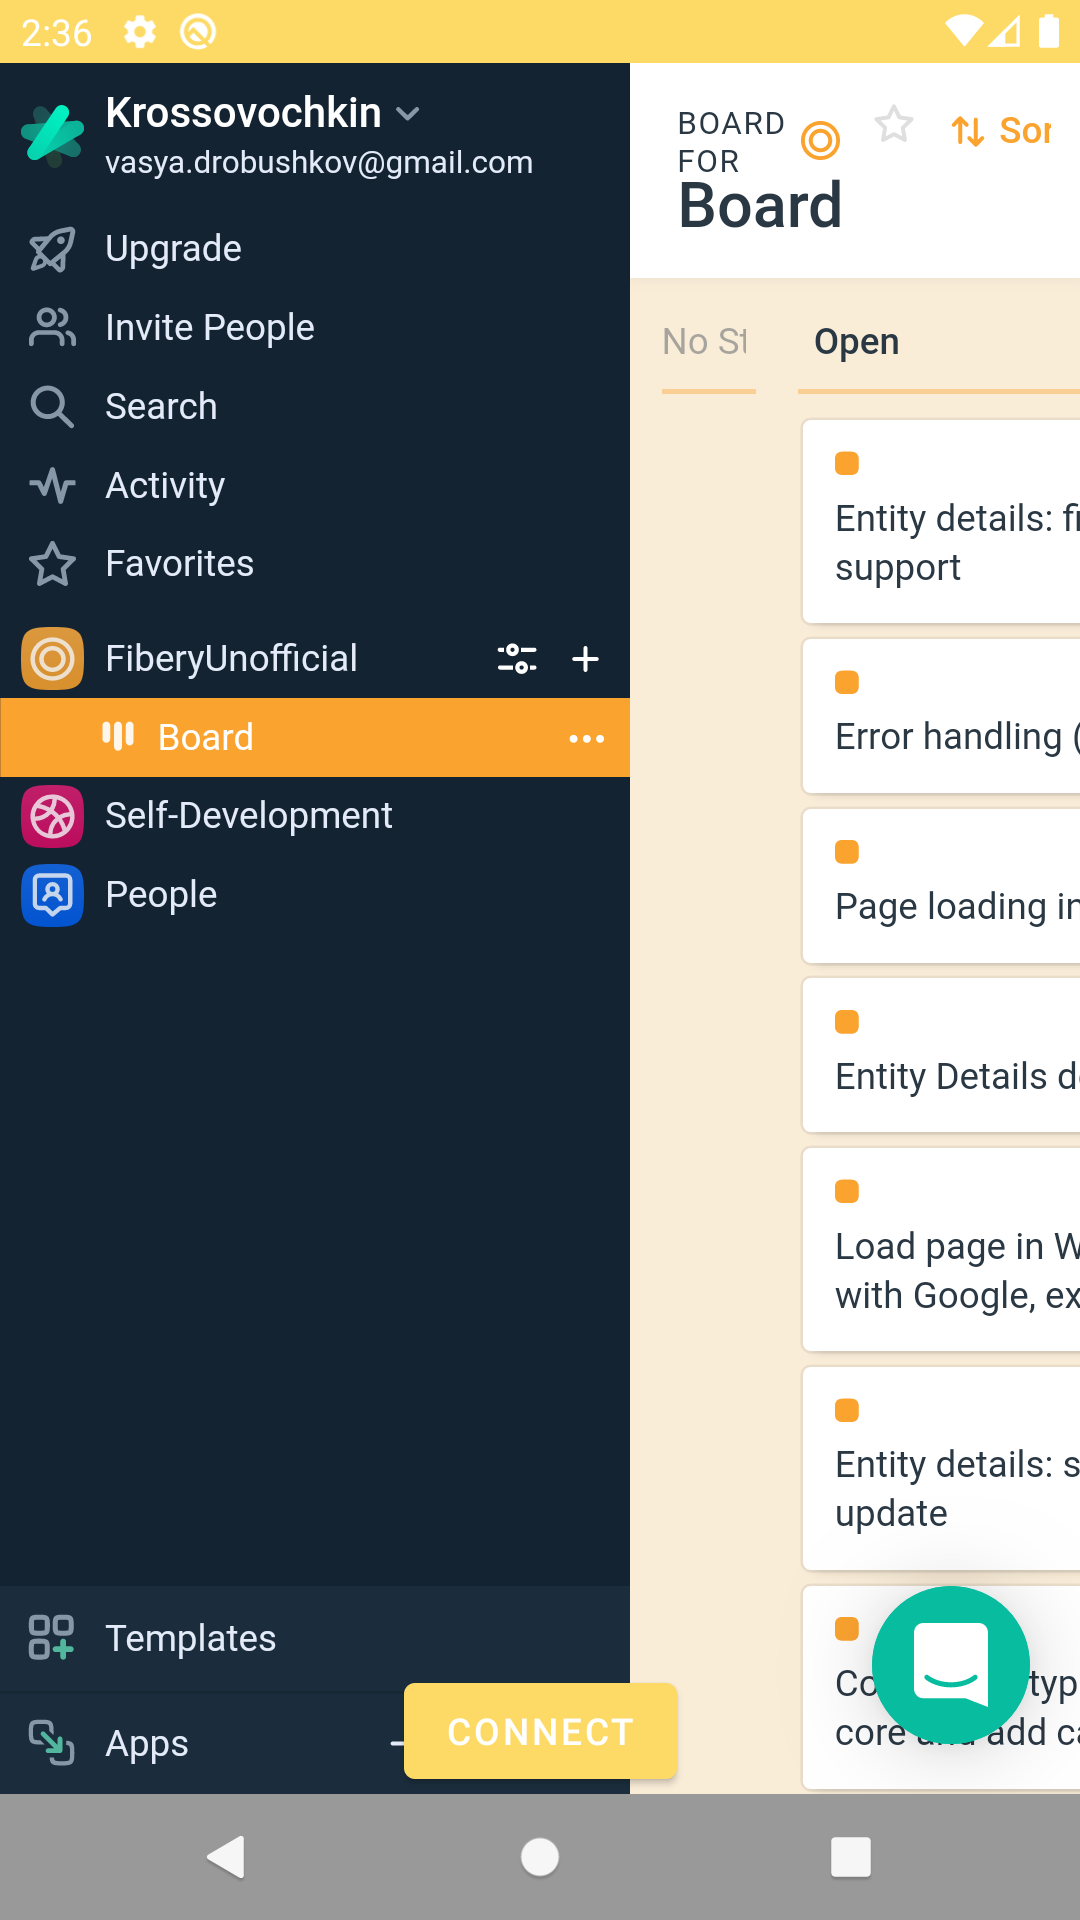 2:36
Krossovochkin
vasya.drobushkov@gmail.com
Upgrade
Invite People
Search
Activity
Favorites
FiberyUnofficial
Board
Self-Development
People
Templates
Apps
CONNECT
BOARD
FOR
Board
Sor
No St
Open
Entity details: fi
support
Error handling (
Page loading in
Entity Details d
Load page in W
with Google, ex
Entity details: s
update
Co typ
core and add ca